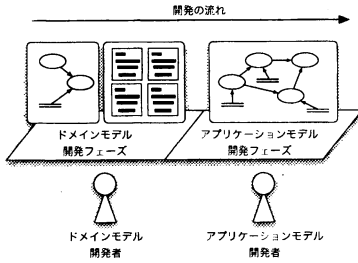 開発の流れ
ドメインモデル
開発フェーズ
アプリケーションモデル
開発フェーズ
ドメインモデル
開発者
アプリケーションモデル
開発者